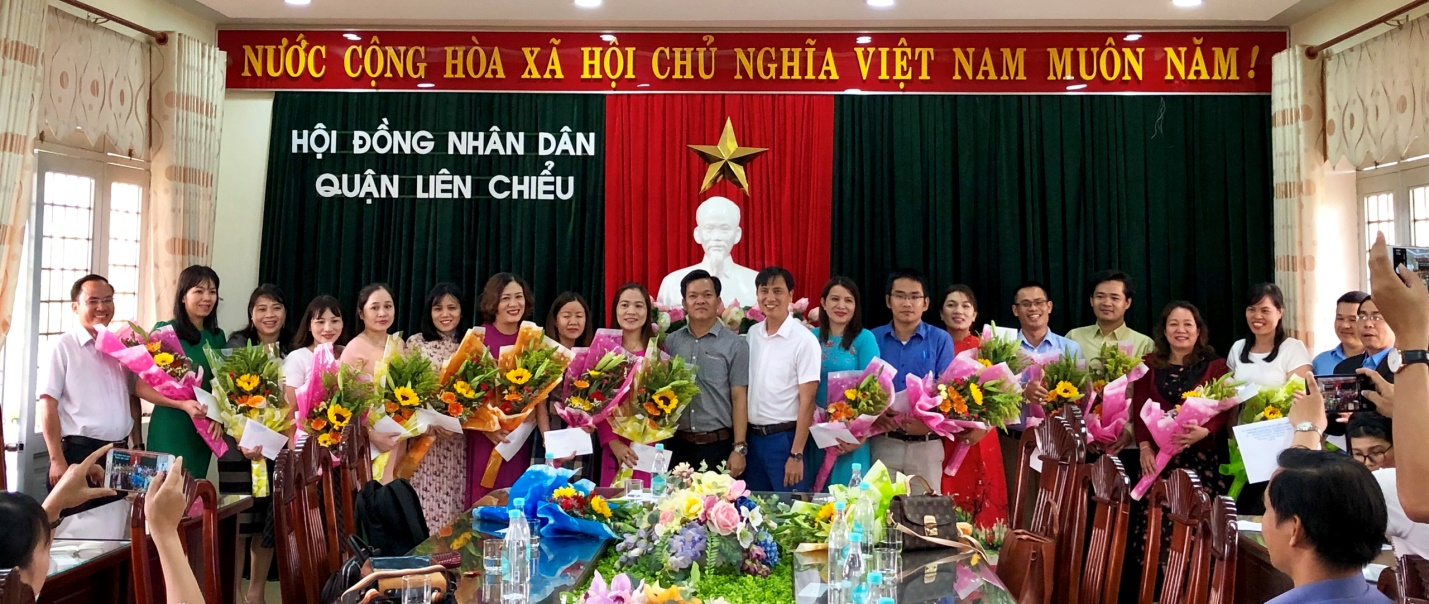 NƯỚC CỘNG HÒA XÃ HỘI CHỦ NGHĨA VIỆT NAM MUÔN NĂM!
HỘI ĐỒNG NHÂN DÂN
QUẬN LIÊN CHIỂU